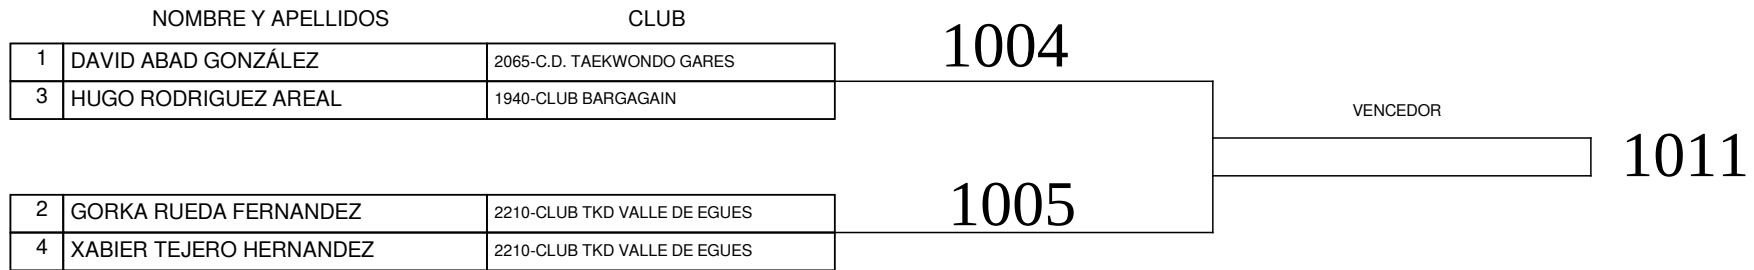 NOMBRE Y APELLIDOS CLUB
1 DAVID ABAD GONZÁLEZ 2065-C.D. TAEKWONDO GARES 1004
3 HUGO RODRIGUEZ AREAL 1940-CLUB BARGAGAIN
VENCEDOR
1011
2 GORKA RUEDA FERNANDEZ 2210-CLUB TKD VALLE DE EGUES 1005
4 XABIER TEJERO HERNANDEZ 2210-CLUB TKD VALLE DE EGUES